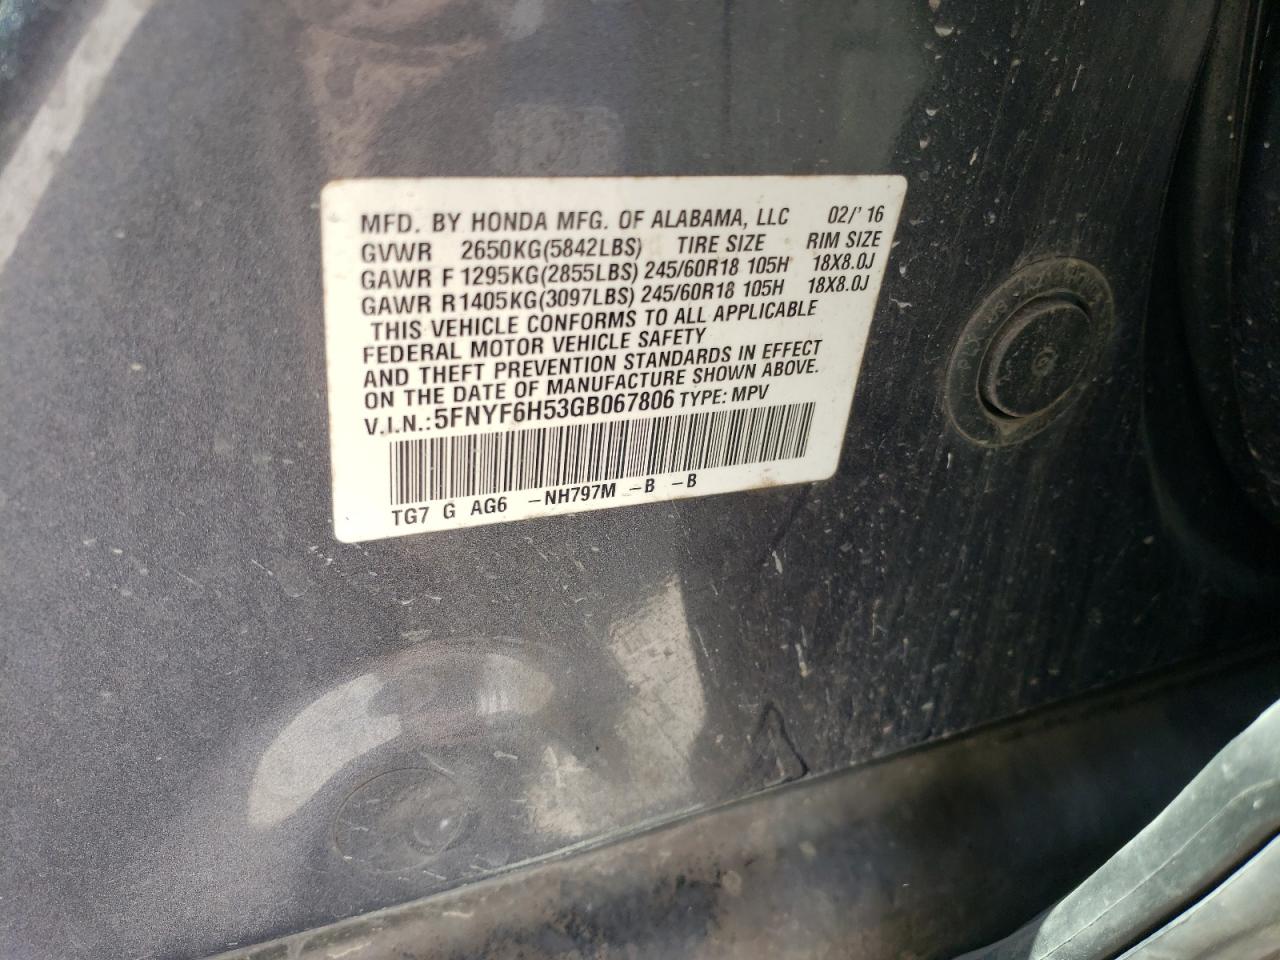 MFD. BY HONDA MFG. OF ALABAMA, LLC 02/'16
GVWR 2650KG(5842LBS) TIRE SIZE RIM SIZE
GAWR F 1295KG(2855LBS) 245/60R18 105H 18X8.0J
GAWR R1405KG(3097LBS) 245/60R18 105H 18X8.0J
THIS VEHICLE CONFORMS TO ALL APPLICABLE
FEDERAL MOTOR VEHICLE SAFETY
AND THEFT PREVENTION STANDARDS IN EFFECT
ON THE DATE OF MANUFACTURE SHOWN ABOVE.
V.I.N.:5FNYF6H53GB067806 TYPE: MPV
TG7 G AG6 -NH797M -B -B